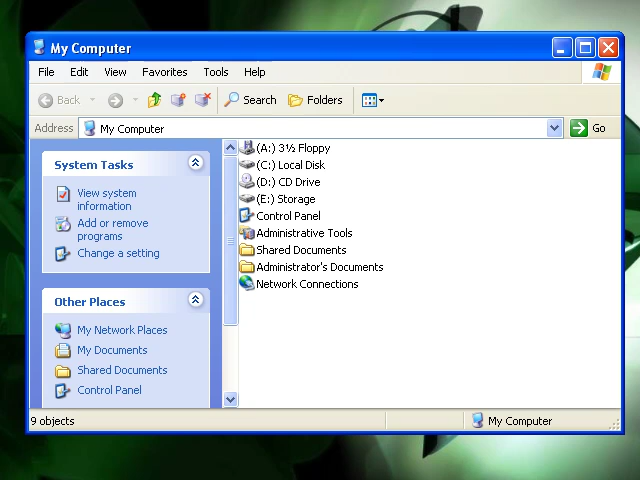 My Computer
File Edit View Favorites Tools Help
Back Search Folders
Address My Computer Go
System Tasks
View system
information
Add or remove
programs
Change a setting
Other Places
My Network Places
My Documents
Shared Documents
Control Panel
(A:) 3½ Floppy
(C:) Local Disk
(D:) CD Drive
(E:) Storage
Control Panel
Administrative Tools
Shared Documents
Administrator's Documents
Network Connections
9 objects
My Computer